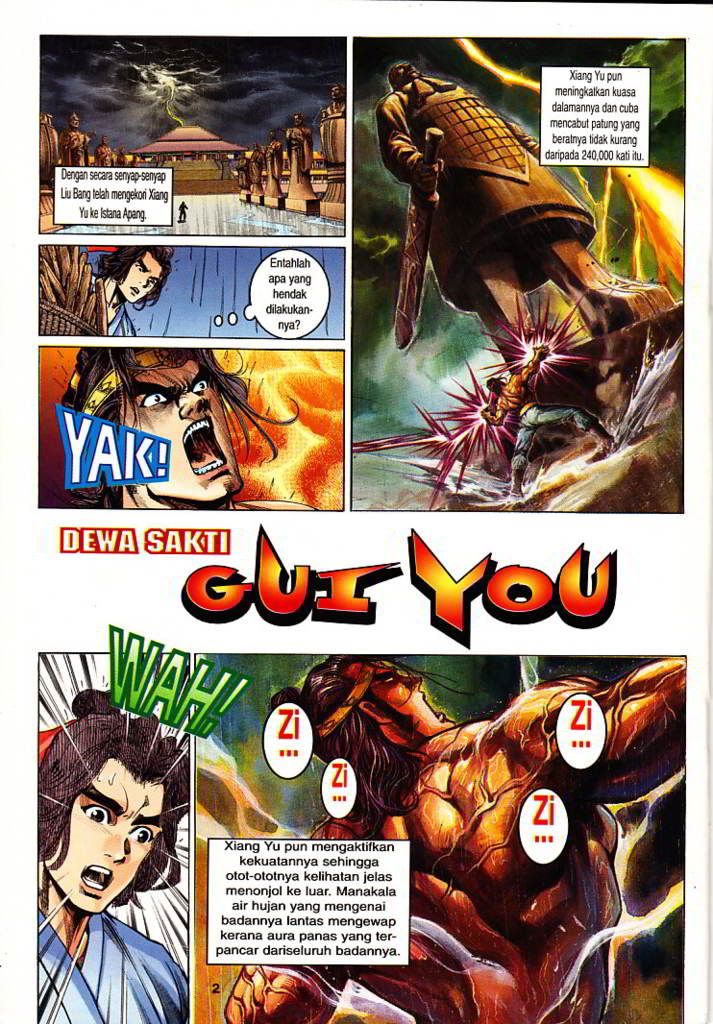 Dengan secara senyap-senyap
Liu Bang telah mengekori Xiang
Yu ke Istana Apang.
Xiang Yu pun
meningkatkan kuasa
dalamannya dan cuba
mencabut patung yang
beratnya tidak kurang
daripada 240,000 kati itu.
Entahlah
apa yang
hendak
dilakukan-
nya?
YAK!
DEWA SAKTI
GUI YOU
WAH!
Zi
...
Zi
...
Zi
...
Zi
...
Xiang Yu pun mengaktifkan
kekuatannya sehingga
otot-ototnya kelihatan jelas
menonjol ke luar. Manakala
air hujan yang mengenai
badannya lantas mengewap
kerana aura panas yang ter-
pancar dariseluruh badannya.
2